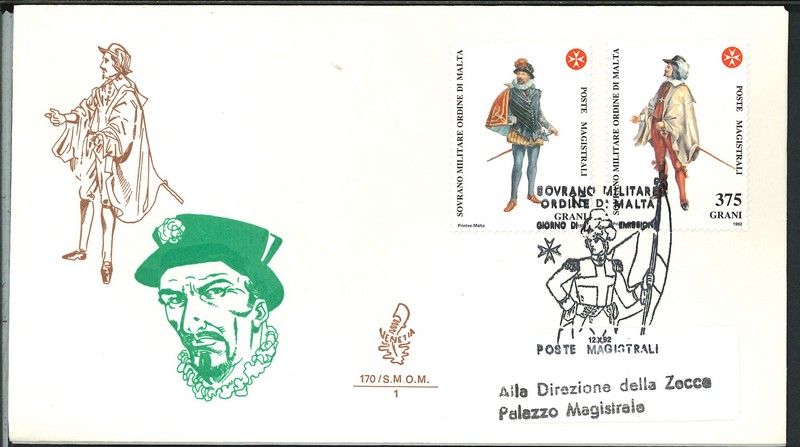 SOVRANO MILITARE ORDINE DI MALTA
POSTE MAGISTRALI
GRANI
Printex-Malta
SOVRANO MILITARE ORDINE DI MALTA
POSTE MAGISTRALI
375
GRANI
1992
SOVRANO MILITARE
ORDINE DI MALTA
GIORNO DI EMISSIONE
12.X.92
POSTE MAGISTRALI
VENETIA
170/S.M.O.M.
1
Alla Direzione della Zecca
Palazzo Magistrale